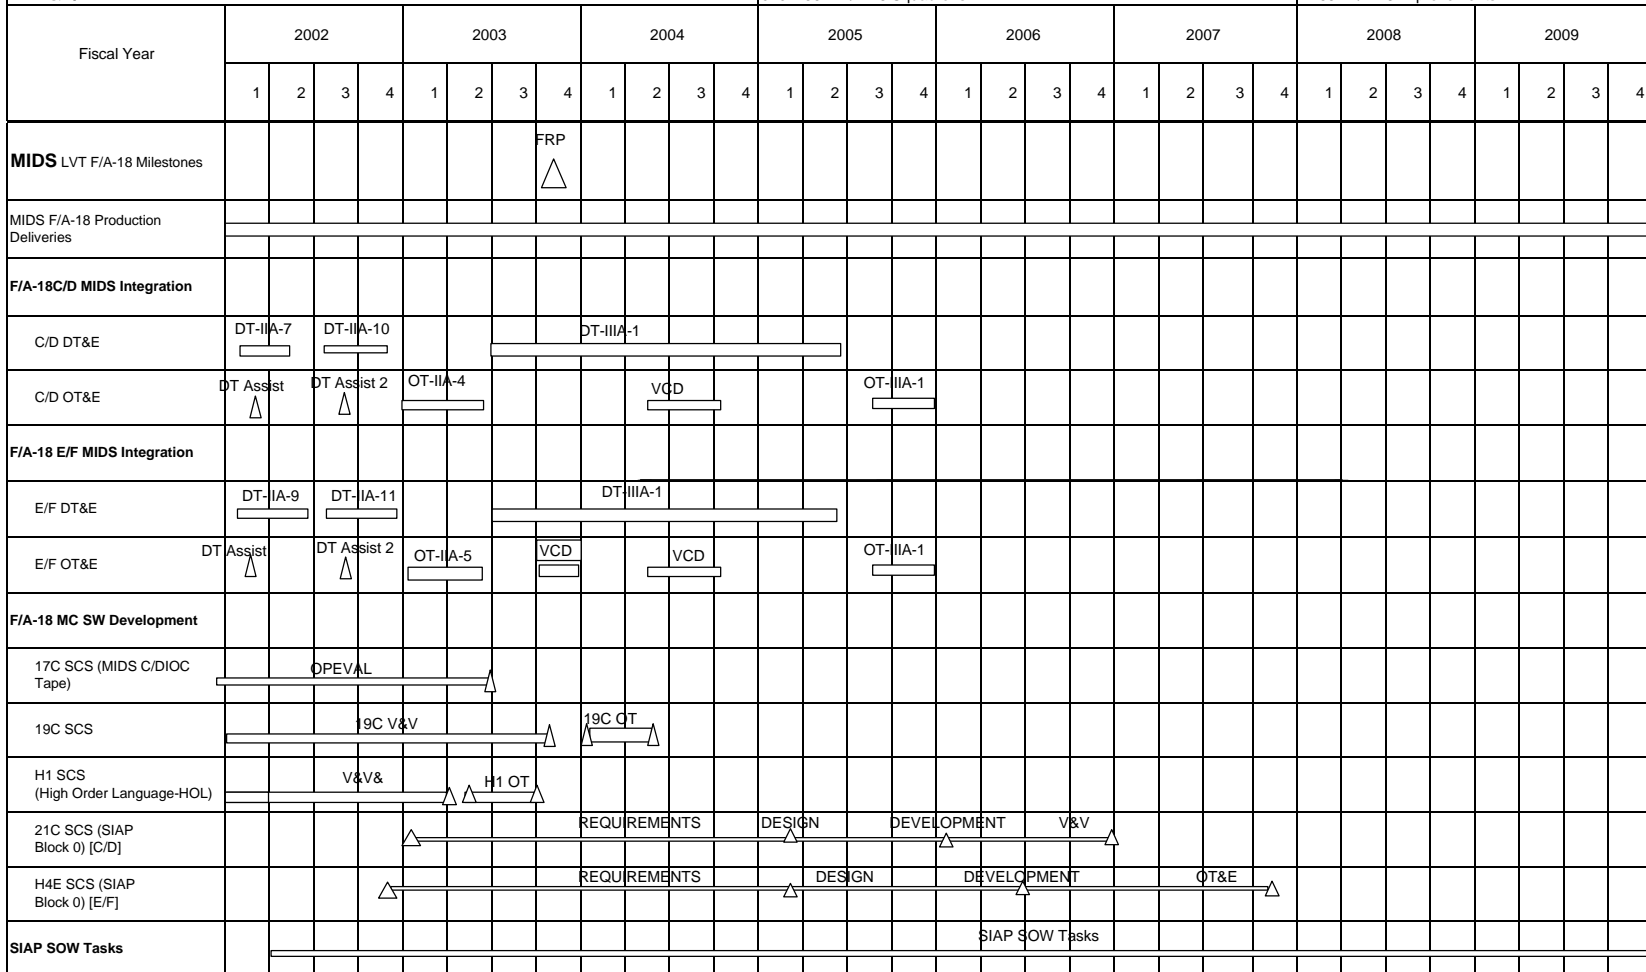 Fiscal Year
2002 2003 2004 2005 2006 2007 2008 2009
1 2 3 4 1 2 3 4 1 2 3 4 1 2 3 4 1 2 3 4 1 2 3 4 1 2 3 4 1 2 3 4
FRP
MIDS LVT F/A-18 Milestones
MIDS F/A-18 Production
Deliveries
F/A-18C/D MIDS Integration
DT-IIA-7 DT-IIA-10 DT-IIIA-1
C/D DT&E
DT Assist DT Assist 2 OT-IIA-4 VCD OT-IIIA-1
C/D OT&E
F/A-18 E/F MIDS Integration
DT-IIA-9 DT-IIA-11 DT-IIIA-1
E/F DT&E
DT Assist DT Assist 2 OT-IIA-5 VCD VCD OT-IIIA-1
E/F OT&E
F/A-18 MC SW Development
17C SCS (MIDS C/DIOC
Tape)
OPEVAL
19C SCS
19C V&V 19C OT
H1 SCS
(High Order Language-HOL)
V&V& H1 OT
21C SCS (SIAP
Block 0) [C/D]
REQUIREMENTS DESIGN DEVELOPMENT V&V
H4E SCS (SIAP
Block 0) [E/F]
REQUIREMENTS DESIGN DEVELOPMENT OT&E
SIAP SOW Tasks
SIAP SOW Tasks